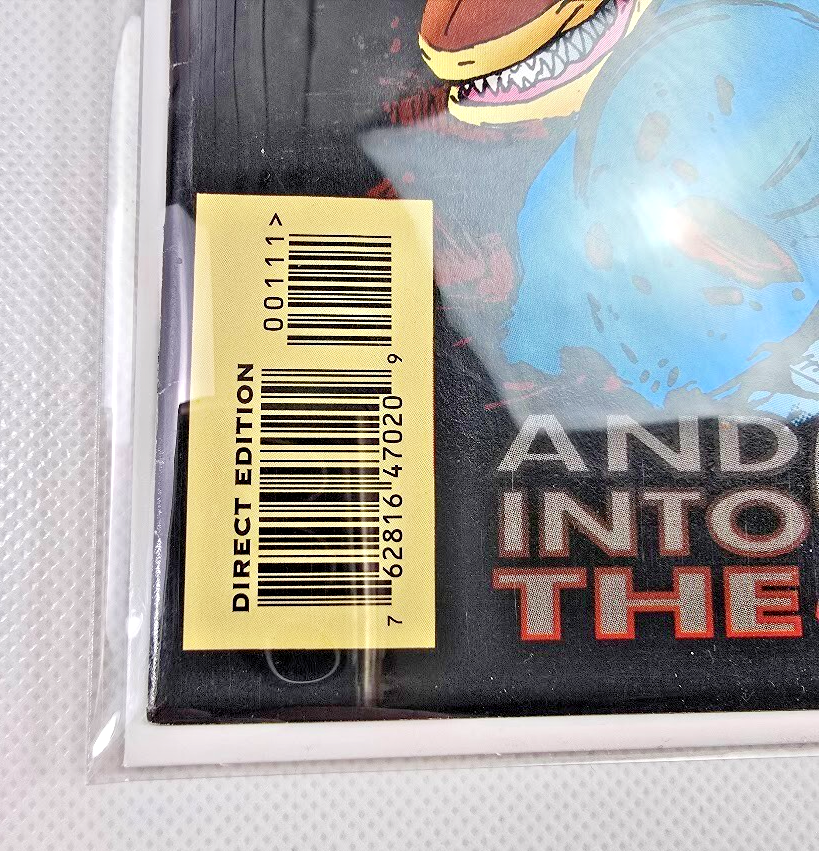 00111>
DIRECT EDITION
7 62816 47020 9
AND
INTO
THE